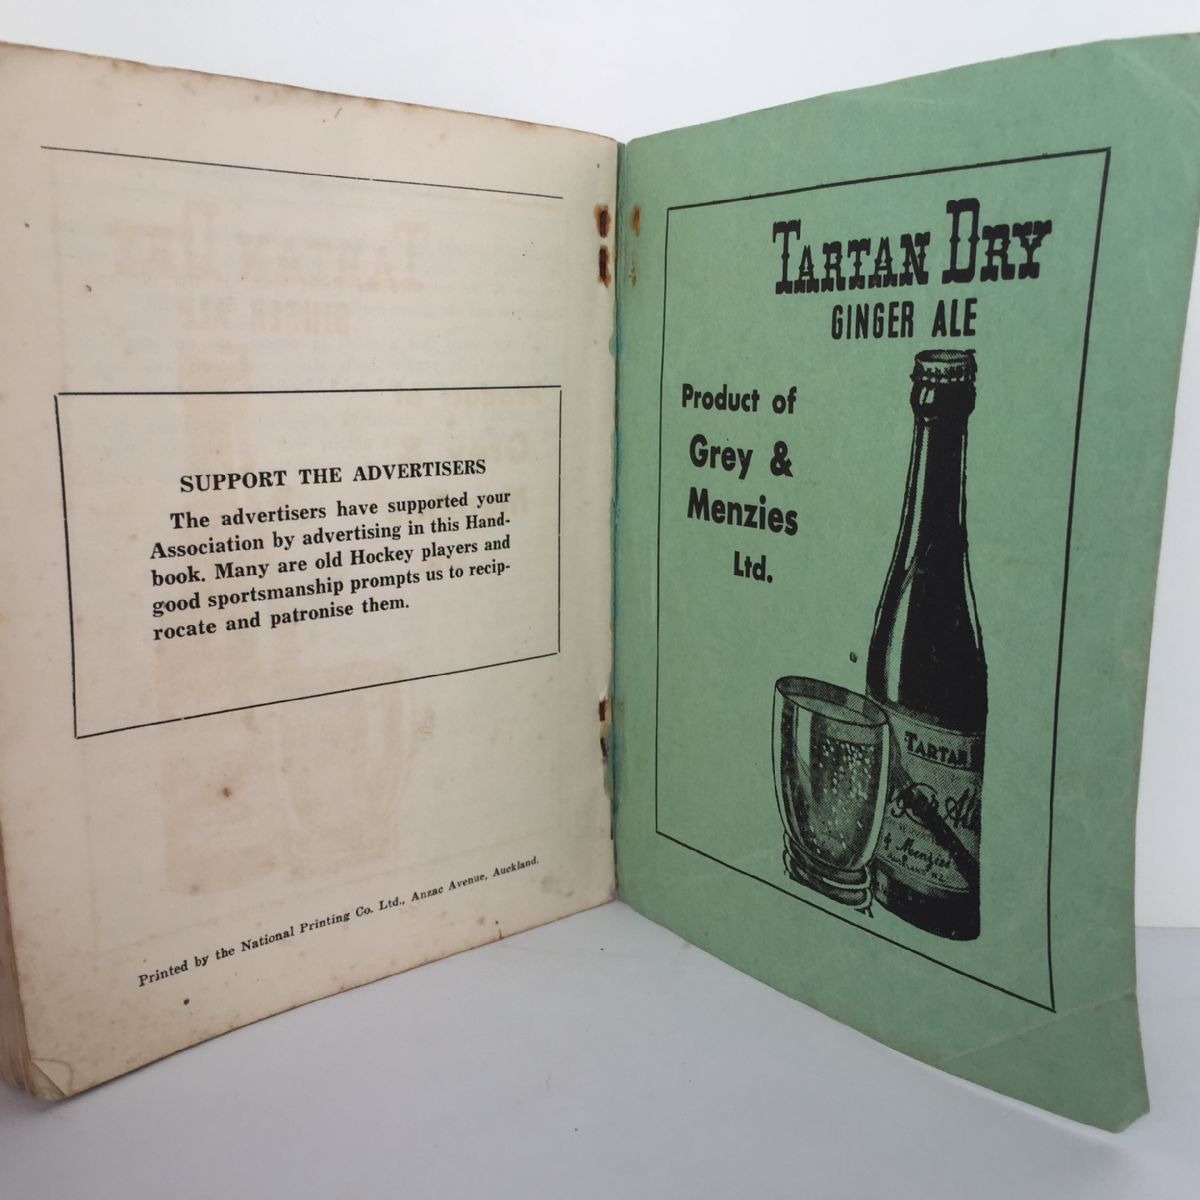 SUPPORT THE ADVERTISERS
The advertisers have supported your
Association by advertising in this Hand-
book. Many are old Hockey players and
good sportsmanship prompts us to recip-
rocate and patronise them.
Printed by the National Printing Co. Ltd., Anzac Avenue, Auckland.
TARTAN DRY
GINGER ALE
Product of
Grey &
Menzies
Ltd.
TARTAN
Ale
Menzies